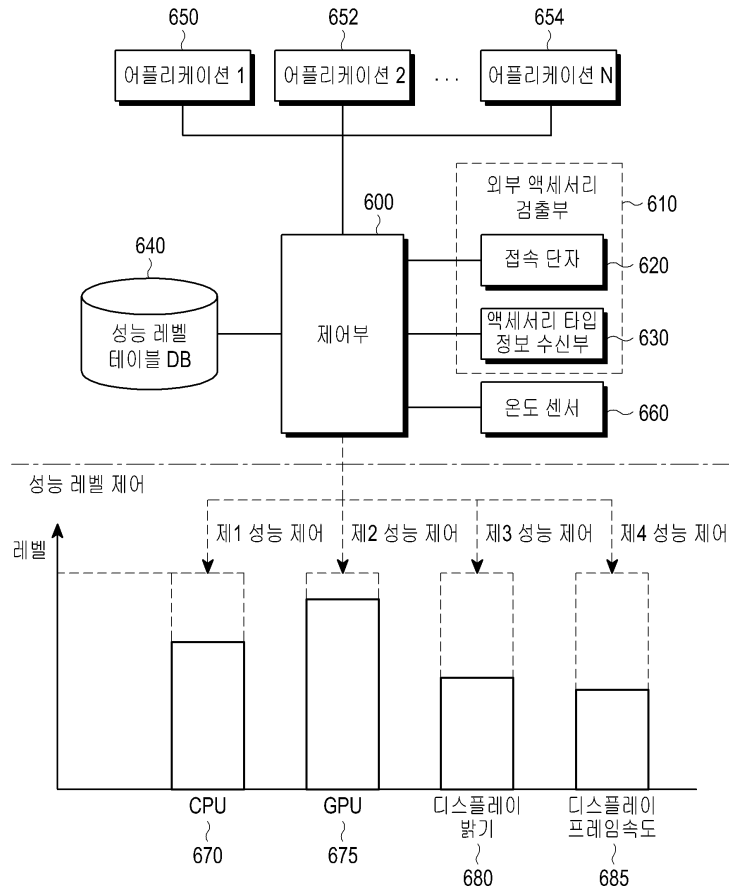 650
652
654
어플리케이션 1
어플리케이션 2
...
어플리케이션 N
외부 액세서리
검출부
610
600
640
접속 단자
620
성능 레벨
테이블 DB
제어부
액세서리 타입
정보 수신부
630
온도 센서
660
성능 레벨 제어
레벨
제1 성능 제어
제2 성능 제어
제3 성능 제어
제4 성능 제어
CPU
GPU
디스플레이
밝기
디스플레이
프레임속도
670
675
680
685